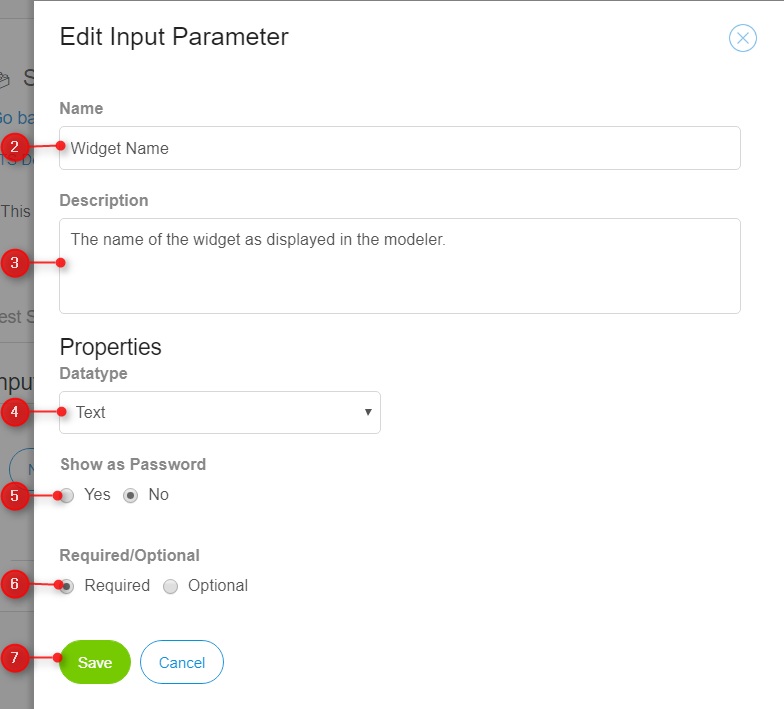 Edit Input Parameter
S
Name
Go ba
2
Widget Name
TS De
Description
This
The name of the widget as displayed in the modeler.
3
est S
Properties
Datatype
nput
4
Text
Show as Password
N
5
Yes No
Required/Optional
6
Required Optional
7
Save Cancel